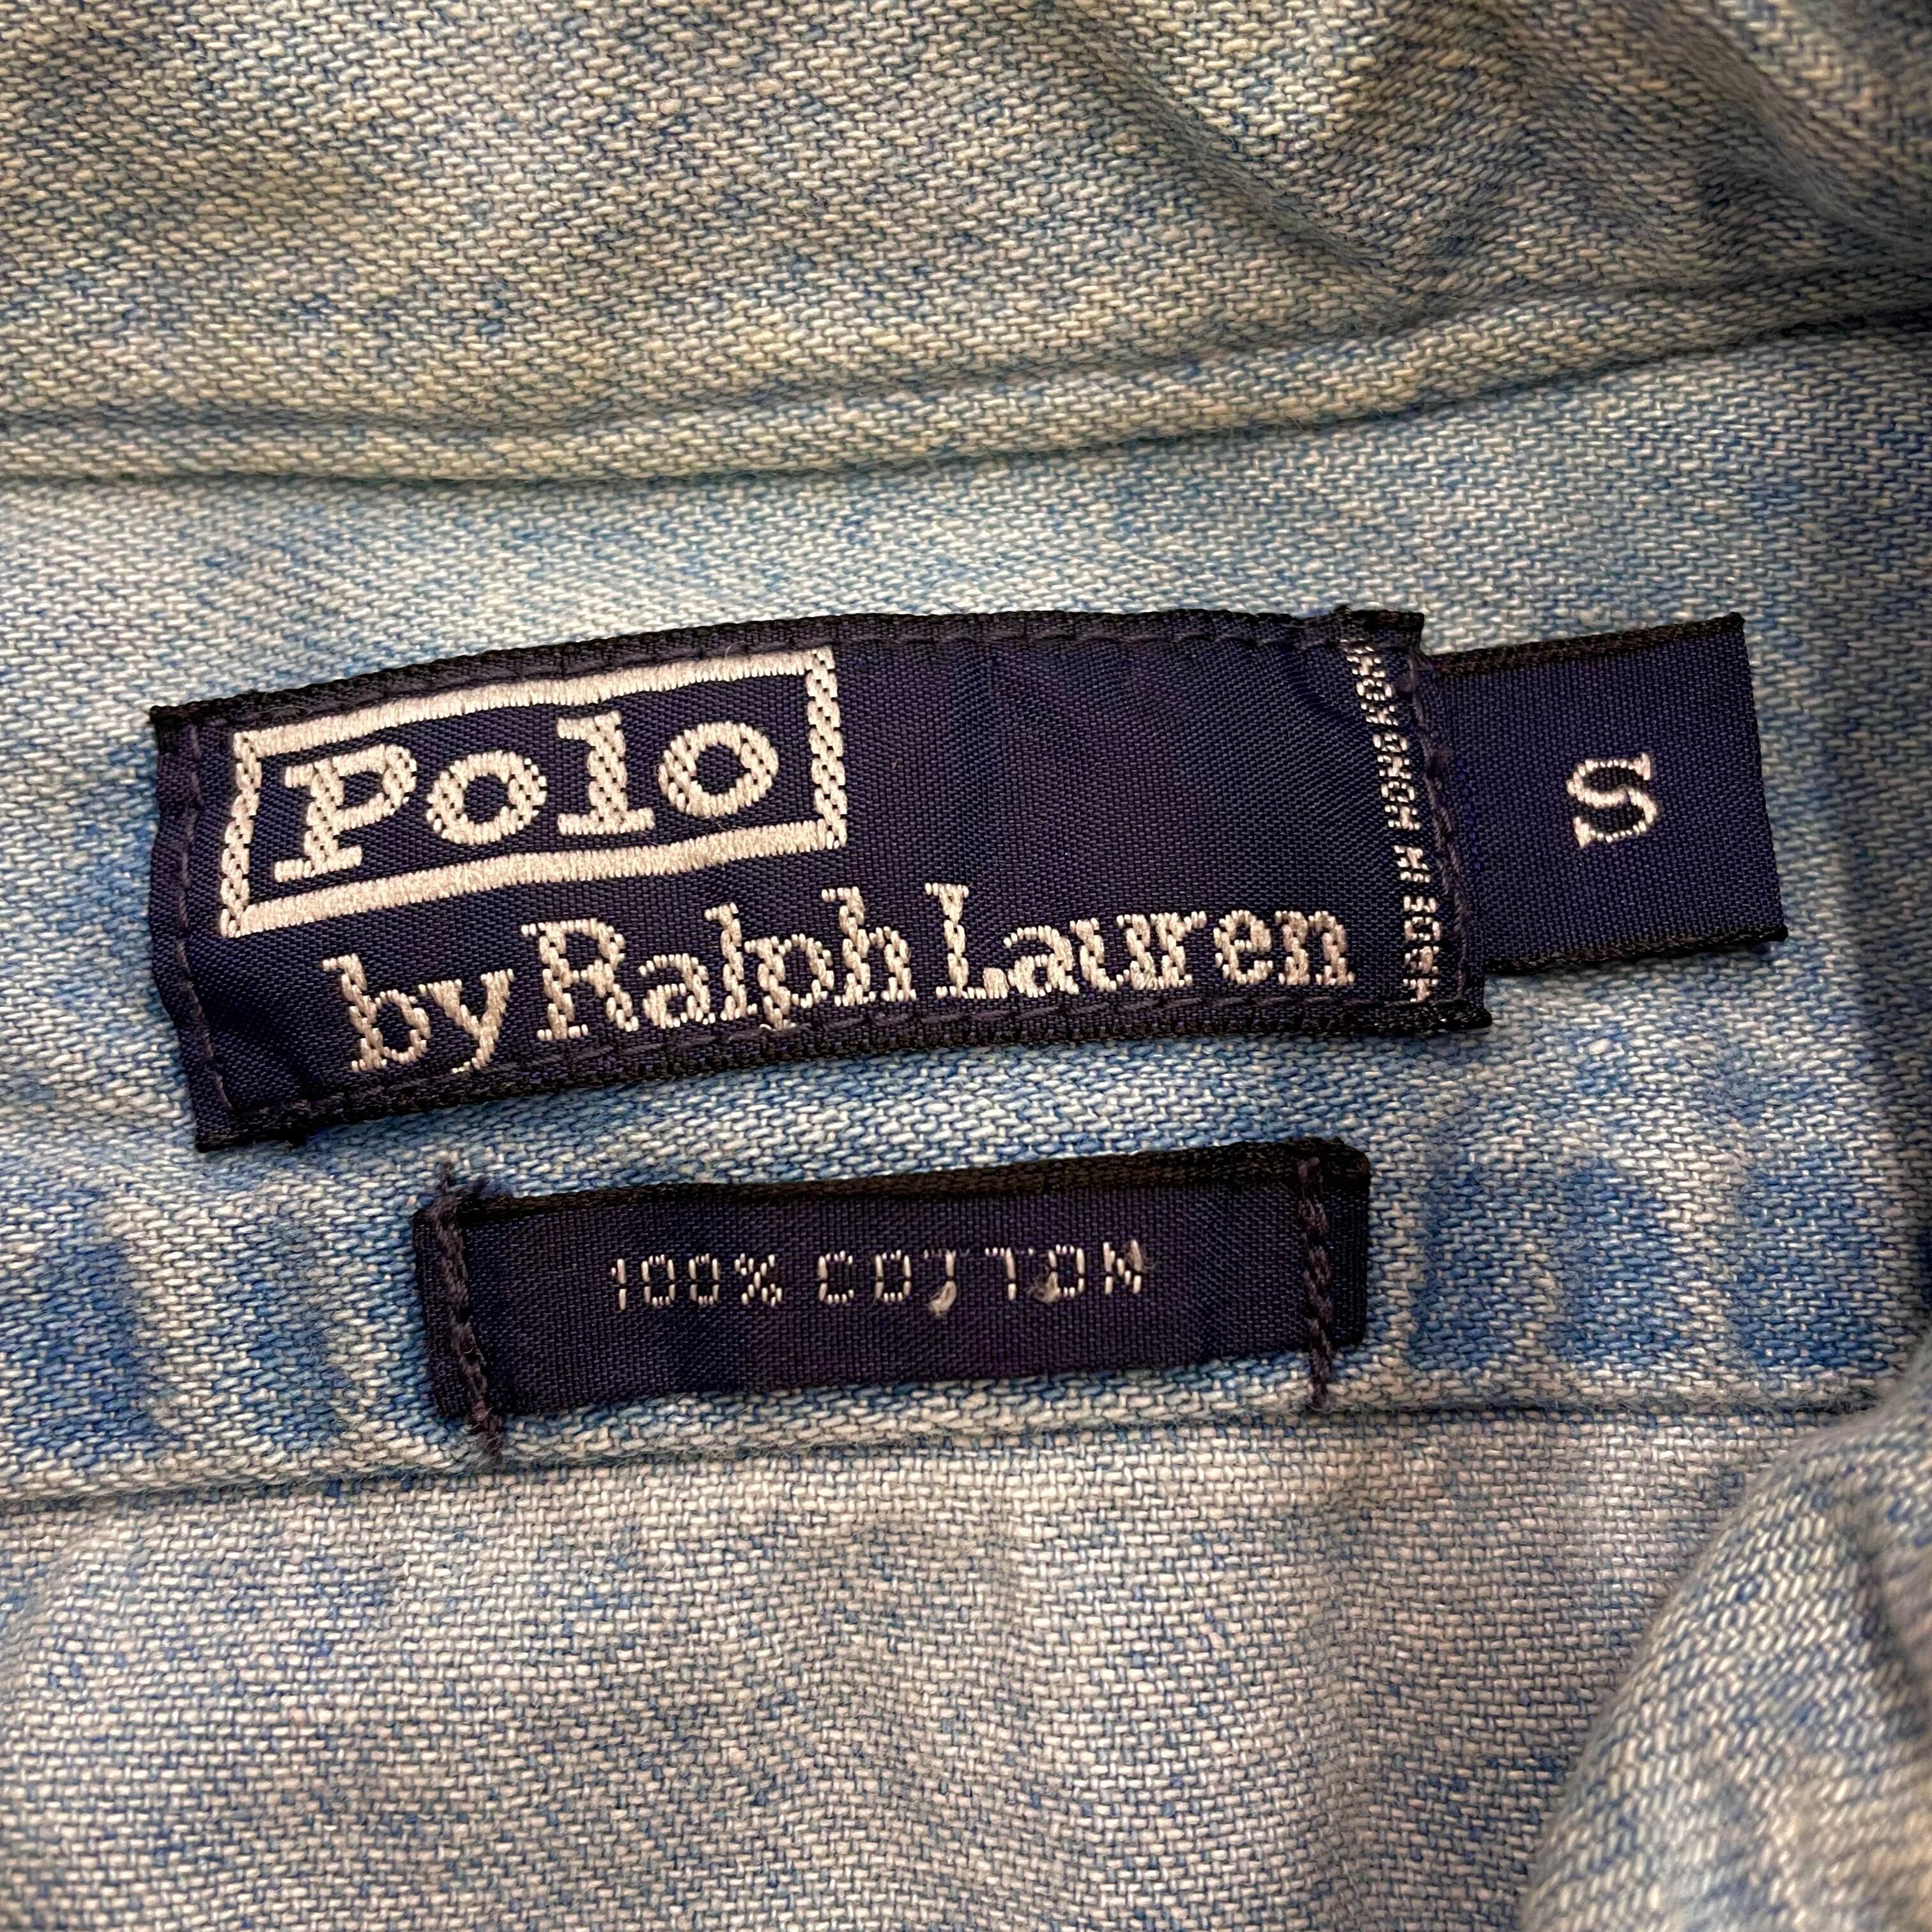 Polo
by Ralph Lauren
MADE IN HONG KONG
S
100% COTTON